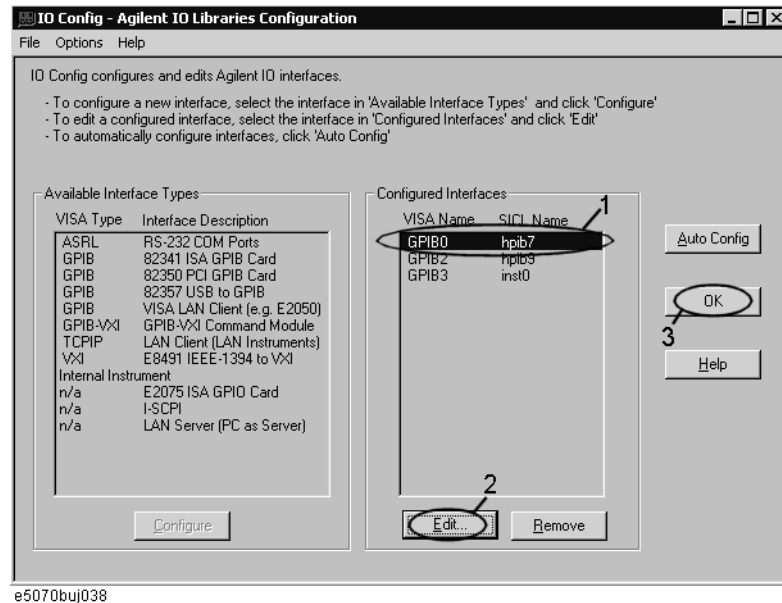 IO Config - Agilent IO Libraries Configuration
File Options Help
IO Config configures and edits Agilent IO interfaces.
- To configure a new interface, select the interface in 'Available Interface Types' and click 'Configure'
- To edit a configured interface, select the interface in 'Configured Interfaces' and click 'Edit'
- To automatically configure interfaces, click 'Auto Config'
Available Interface Types
VISA Type Interface Description
ASRL RS-232 COM Ports
GPIB 82341 ISA GPIB Card
GPIB 82350 PCI GPIB Card
GPIB 82357 USB to GPIB
GPIB VISA LAN Client (e.g. E2050)
GPIB-VXI GPIB-VXI Command Module
TCPIP LAN Client (LAN Instruments)
VXI E8491 IEEE-1394 to VXI
Internal Instrument
n/a E2075 ISA GPIO Card
n/a I-SCPI
n/a LAN Server (PC as Server)
Configure
Configured Interfaces
1
VISA Name SICL Name
GPIB0 hpib7
GPIB2 hpib9
GPIB3 inst0
2
Edit...
Remove
Auto Config
OK
3
Help
e5070buj038